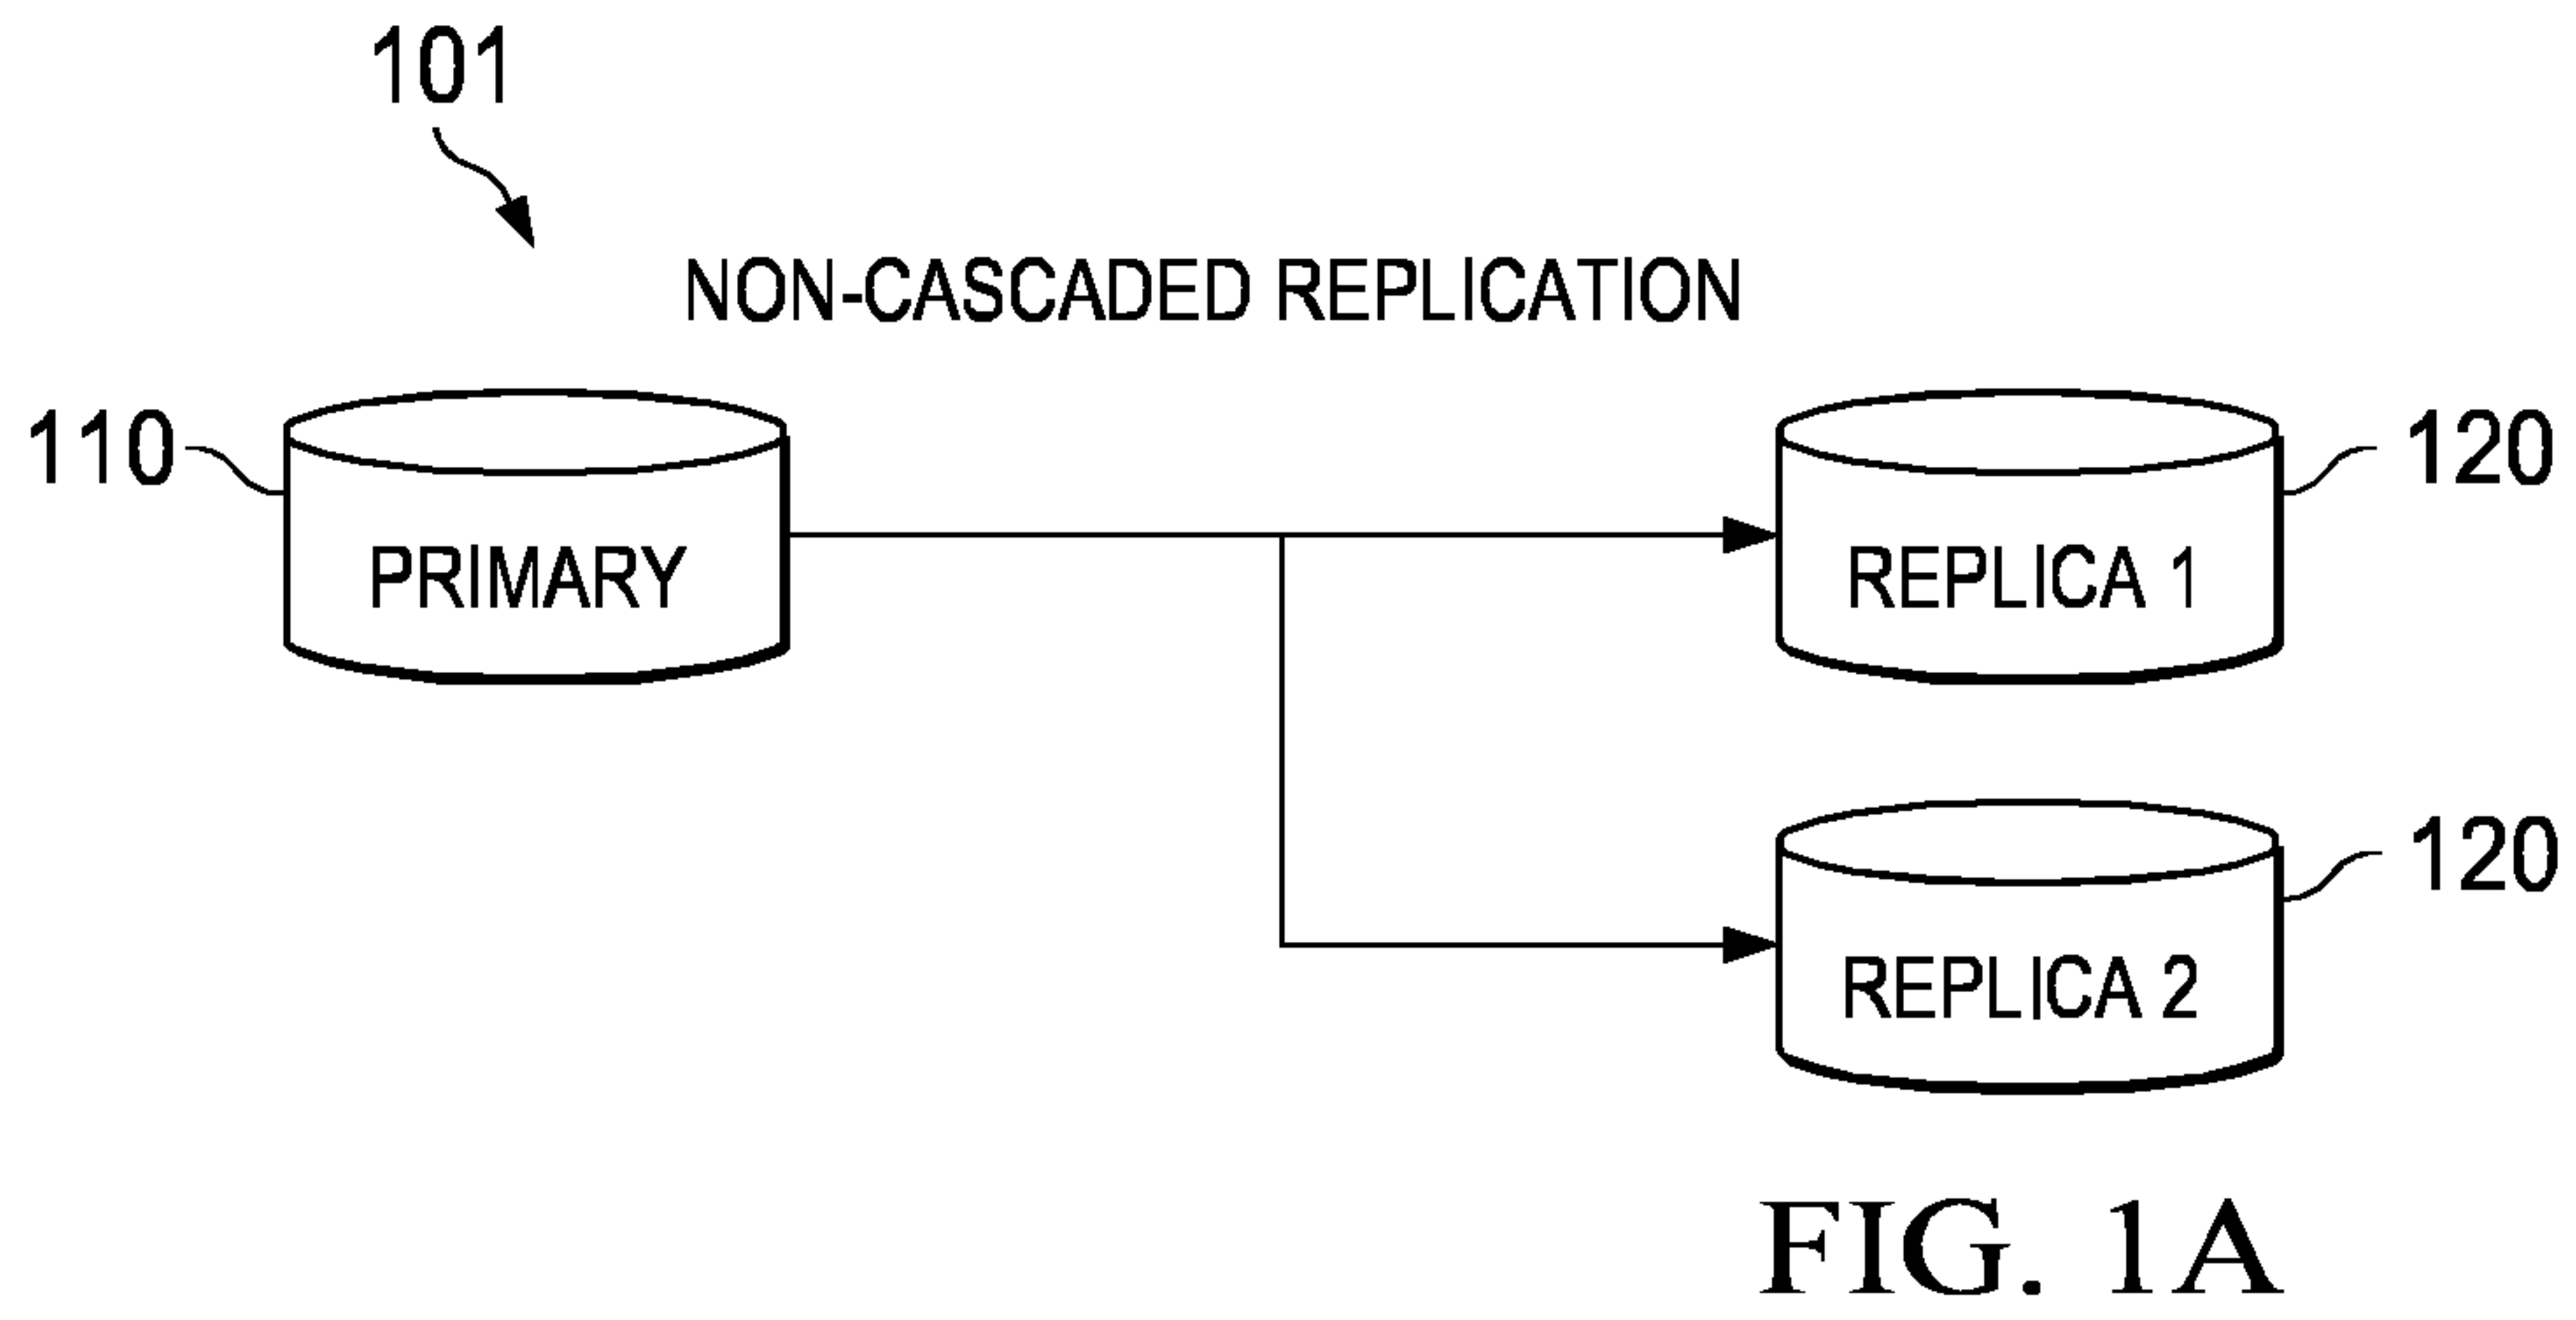 101
NON-CASCADED REPLICATION
110
PRIMARY
REPLICA 1
120
REPLICA 2
120
FIG. 1A